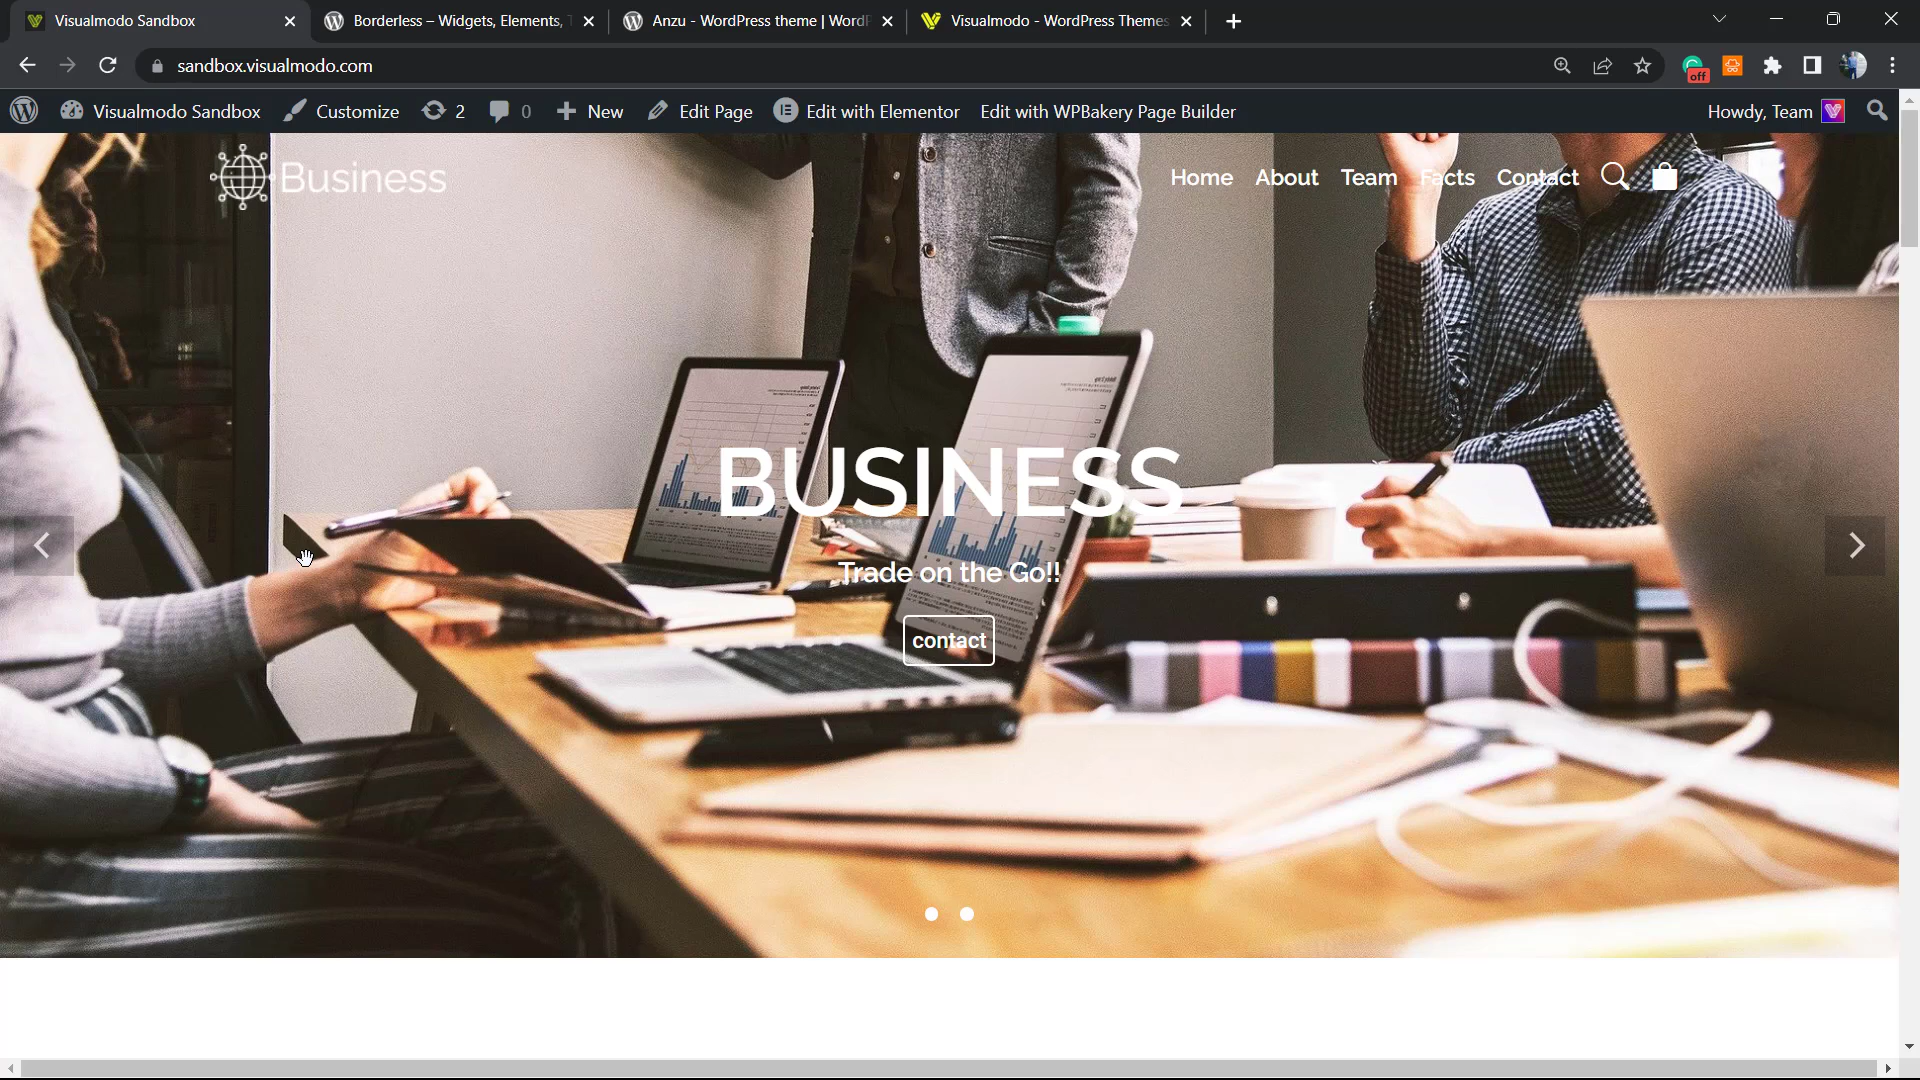 Visualmodo Sandbox
Borderless – Widgets, Elements,
Anzu - WordPress theme | Word
Visualmodo - WordPress Themes
sandbox.visualmodo.com
off
Visualmodo Sandbox
Customize
2
0
New
Edit Page
Edit with Elementor
Edit with WPBakery Page Builder
Howdy, Team
Business
Home
About
Team
Facts
Contact
BUSINESS
Trade on the Go!!
contact